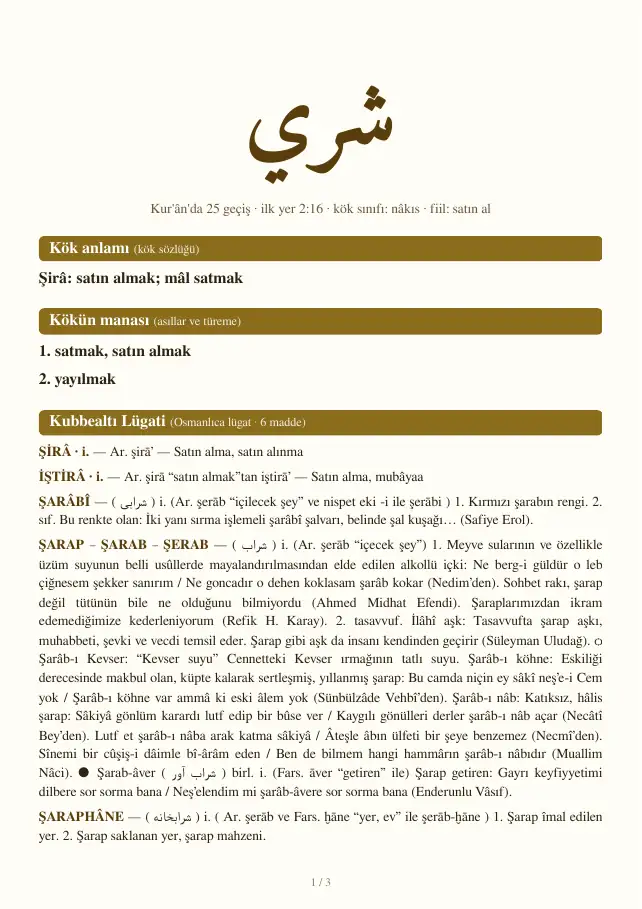 شري
Kur'ân'da 25 geçiş · ilk yer 2:16 · kök sınıfı: nâkıs · fiil: satın al
Kök anlamı (kök sözlüğü)
Şirâ: satın almak; mâl satmak
Kökün manası (asıllar ve türeme)
1. satmak, satın almak
2. yayılmak
Kubbealtı Lügati (Osmanlıca lügat · 6 madde)
ŞİRÂ · i. — Ar. şirā’ — Satın alma, satın alınma
İŞTİRÂ · i. — Ar. şirā “satın almak”tan iştirā’ — Satın alma, mubâyaa
ŞARÂBÎ — ( شرابی ) i. (Ar. şerāb “içilecek şey” ve nispet eki -і ile şerābі ) 1. Kırmızı şarabın rengi. 2.
sıf. Bu renkte olan: İki yanı sırma işlemeli şarâbî şalvarı, belinde şal kuşağı… (Safiye Erol).
ŞARAP – ŞARAB – ŞERAB — ( شراب ) i. (Ar. şerāb “içecek şey”) 1. Meyve sularının ve özellikle
üzüm suyunun belli usûllerde mayalandırılmasından elde edilen alkollü içki: Ne berg-i güldür o leb
çiğnesem şekker sanırım / Ne goncadır o dehen koklasam şarâb kokar (Nedim’den). Sohbet rakı, şarap
değil tütünün bile ne olduğunu bilmiyordu (Ahmed Midhat Efendi). Şaraplarımızdan ikram
edemediğimize kederleniyorum (Refik H. Karay). 2. tasavvuf. İlâhî aşk: Tasavvufta şarap aşkı,
muhabbeti, şevki ve vecdi temsil eder. Şarap gibi aşk da insanı kendinden geçirir (Süleyman Uludağ). ѻ
Şarâb-ı Kevser: “Kevser suyu” Cennetteki Kevser ırmağının tatlı suyu. Şarâb-ı köhne: Eskiliği
derecesinde makbul olan, küpte kalarak sertleşmiş, yıllanmış şarap: Bu camda niçin ey sâkî neş’e-i Cem
yok / Şarâb-ı köhne var ammâ ki eski âlem yok (Sünbülzâde Vehbî’den). Şarâb-ı nâb: Katıksız, hâlis
şarap: Sâkiyâ gönlüm karardı lutf edip bir bûse ver / Kaygılı gönülleri derler şarâb-ı nâb açar (Necâtî
Bey’den). Lutf et şarâb-ı nâba arak katma sâkiyâ / Âteşle âbın ülfeti bir şeye benzemez (Necmî’den).
Sînemi bir cûşiş-i dâimle bî-ârâm eden / Ben de bilmem hangi hammârın şarâb-ı nâbıdır (Muallim
Nâci). ● Şarab-âver ( شراب آور ) birl. i. (Fars. āver “getiren” ile) Şarap getiren: Gayrı keyfiyyetimi
dilbere sor sorma bana / Neş’elendim mi şarâb-âvere sor sorma bana (Enderunlu Vâsıf).
ŞARAPHÂNE — ( شرابخانه ) i. ( Ar. şerāb ve Fars. ḫāne “yer, ev” ile şerāb-ḫāne ) 1. Şarap îmal edilen
yer. 2. Şarap saklanan yer, şarap mahzeni.
1 / 3